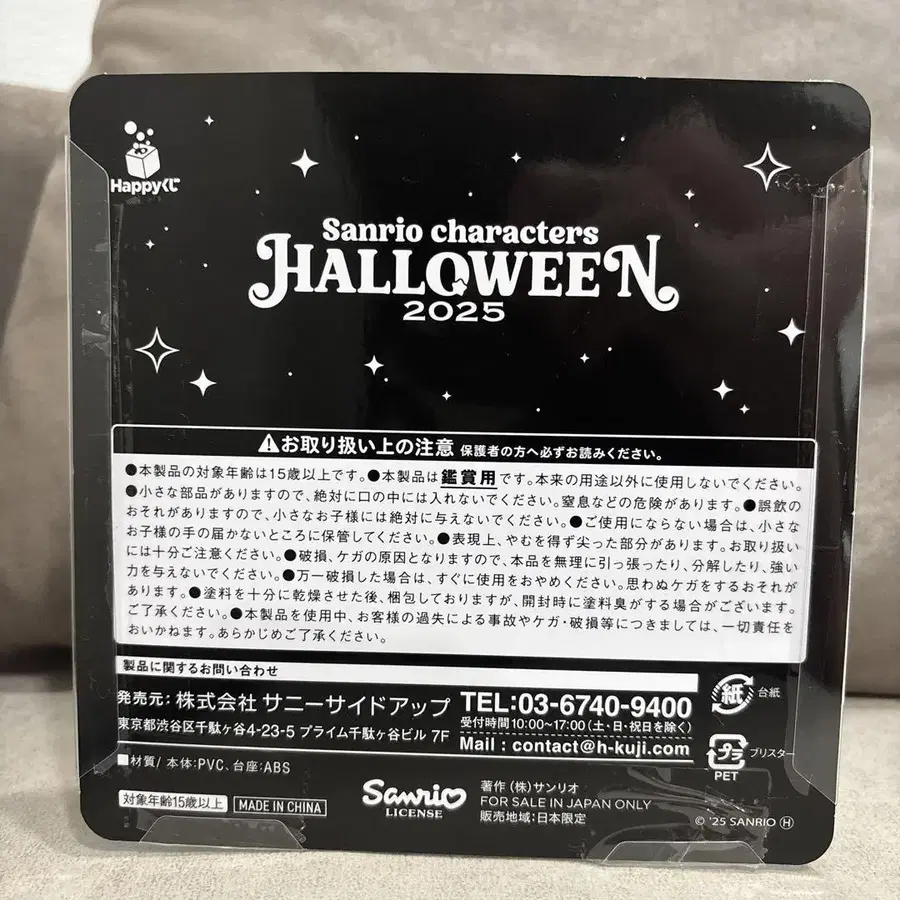 Happyくじ
Sanrio characters
HALLOWEEN
2025
⚠お取り扱い上の注意 保護者の方へ必ずお読みください。
●本製品の対象年齢は15歳以上です。●本製品は鑑賞用です。本来の用途以外に使用しないでください。
●小さな部品がありますので、絶対に口の中には入れないでください。窒息などの危険があります。●誤飲の
おそれがありますので、小さなお子様には絶対に与えないでください。●ご使用にならない場合は、小さな
お子様の手の届かないところに保管してください。●表現上、やむを得ず尖った部分があります。お取り扱い
には十分ご注意ください。●破損、ケガの原因となりますので、本品を無理に引っ張ったり、分解したり、強い
力を与えないでください。●万一破損した場合は、すぐに使用をおやめください。思わぬケガをするおそれが
あります。●塗料を十分に乾燥させた後、梱包しておりますが、開封時に塗料臭がする場合がございます。
ご了承ください。●本製品を使用中、お客様の過失による事故やケガ・破損等につきましては、一切責任を
おいかねます。あらかじめご了承ください。
製品に関するお問い合わせ
発売元：株式会社 サニーサイドアップ
東京都渋谷区千駄ヶ谷4-23-5 プライム千駄ヶ谷ビル 7F
TEL:03-6740-9400
受付時間 10:00～17:00（土・日・祝日を除く）
Mail : contact@h-kuji.com
紙 台紙
プラ ブリスター
PET
■材質/ 本体:PVC、台座:ABS
対象年齢15歳以上
MADE IN CHINA
Sanrio
LICENSE
著作（株）サンリオ
FOR SALE IN JAPAN ONLY
販売地域:日本限定
© '25 SANRIO Ⓗ